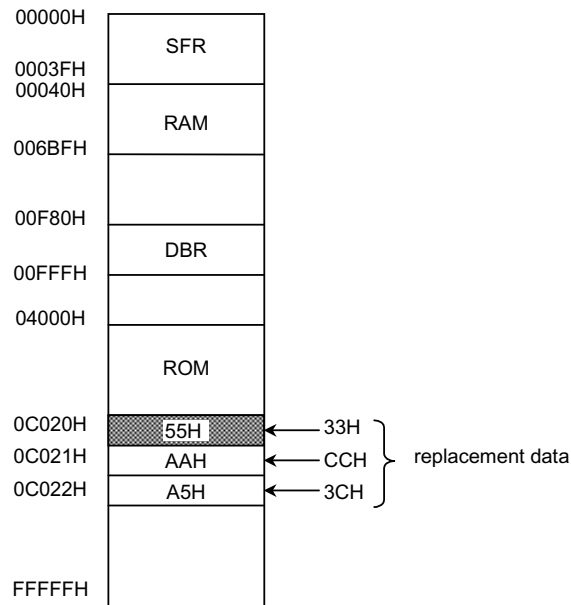 00000H
SFR
0003FH
00040H
RAM
006BFH
00F80H
DBR
00FFFH
04000H
ROM
0C020H 55H 33H
0C021H AAH CCH replacement data
0C022H A5H 3CH
FFFFFH